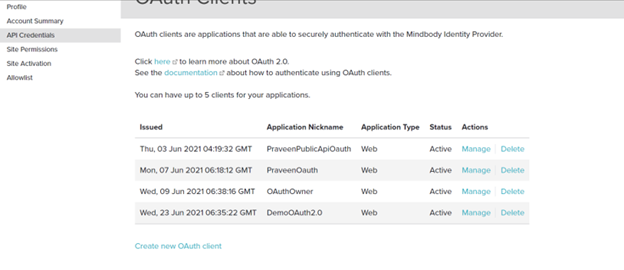 OAuth Clients
Profile
Account Summary
API Credentials
Site Permissions
Site Activation
Allowlist
OAuth clients are applications that are able to securely authenticate with the Mindbody Identity Provider.
Click here to learn more about OAuth 2.0.
See the documentation about how to authenticate using OAuth clients.
You can have up to 5 clients for your applications.
Issued Application Nickname Application Type Status Actions
Thu, 03 Jun 2021 04:19:32 GMT PraveenPublicApiOauth Web Active Manage Delete
Mon, 07 Jun 2021 06:18:12 GMT PraveenOauth Web Active Manage Delete
Wed, 09 Jun 2021 06:38:16 GMT OAuthOwner Web Active Manage Delete
Wed, 23 Jun 2021 06:35:22 GMT DemoOAuth2.0 Web Active Manage Delete
Create new OAuth client